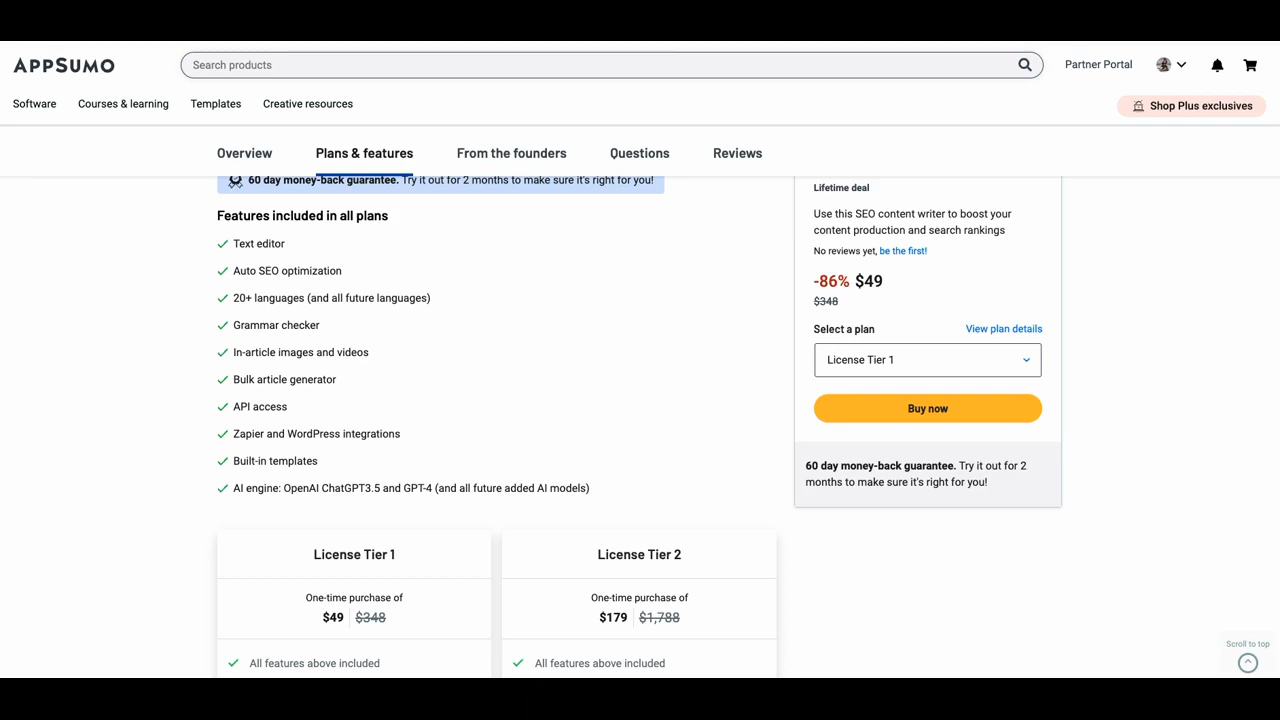 APPSUMO
Search products
Partner Portal
Software
Courses & learning
Templates
Creative resources
Shop Plus exclusives
Overview
Plans & features
From the founders
Questions
Reviews
60 day money-back guarantee. Try it out for 2 months to make sure it's right for you!
Features included in all plans
Text editor
Auto SEO optimization
20+ languages (and all future languages)
Grammar checker
In-article images and videos
Bulk article generator
API access
Zapier and WordPress integrations
Built-in templates
AI engine: OpenAI ChatGPT3.5 and GPT-4 (and all future added AI models)
License Tier 1
One-time purchase of
$49 $348
All features above included
License Tier 2
One-time purchase of
$179 $1,788
All features above included
Lifetime deal
Use this SEO content writer to boost your
content production and search rankings
No reviews yet, be the first!
-86% $49
$348
Select a plan
View plan details
License Tier 1
Buy now
60 day money-back guarantee. Try it out for 2
months to make sure it's right for you!
Scroll to top